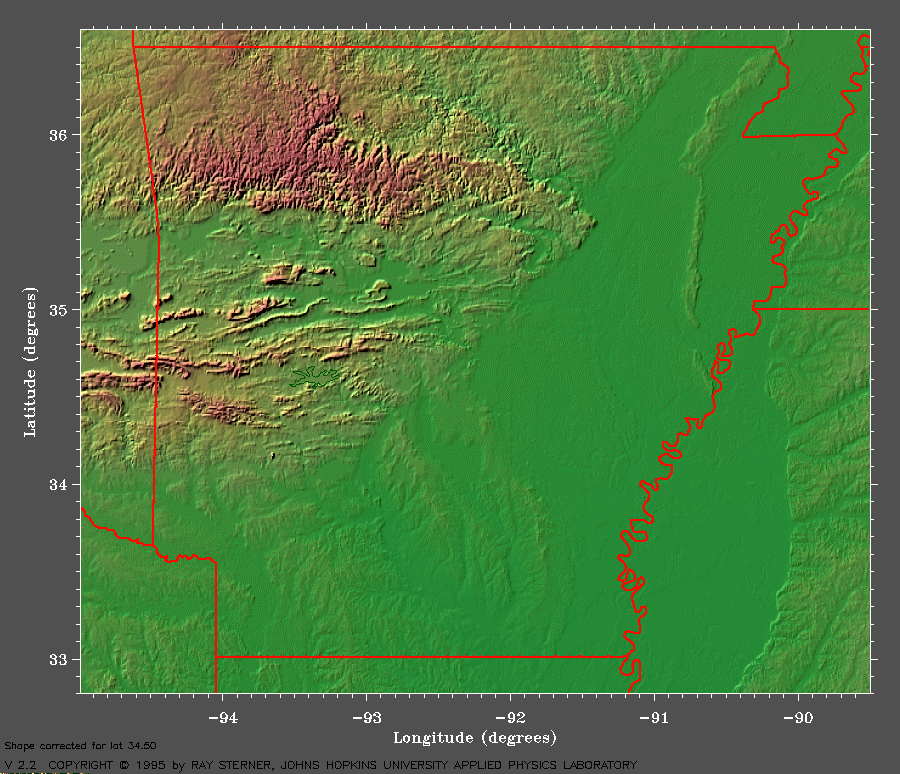 36
35
34
33
Latitude (degrees)
-94 -93 -92 -91 -90
Longitude (degrees)
Shape corrected for lat 34.50
V 2.2 COPYRIGHT © 1995 by RAY STERNER, JOHNS HOPKINS UNIVERSITY APPLIED PHYSICS LABORATORY